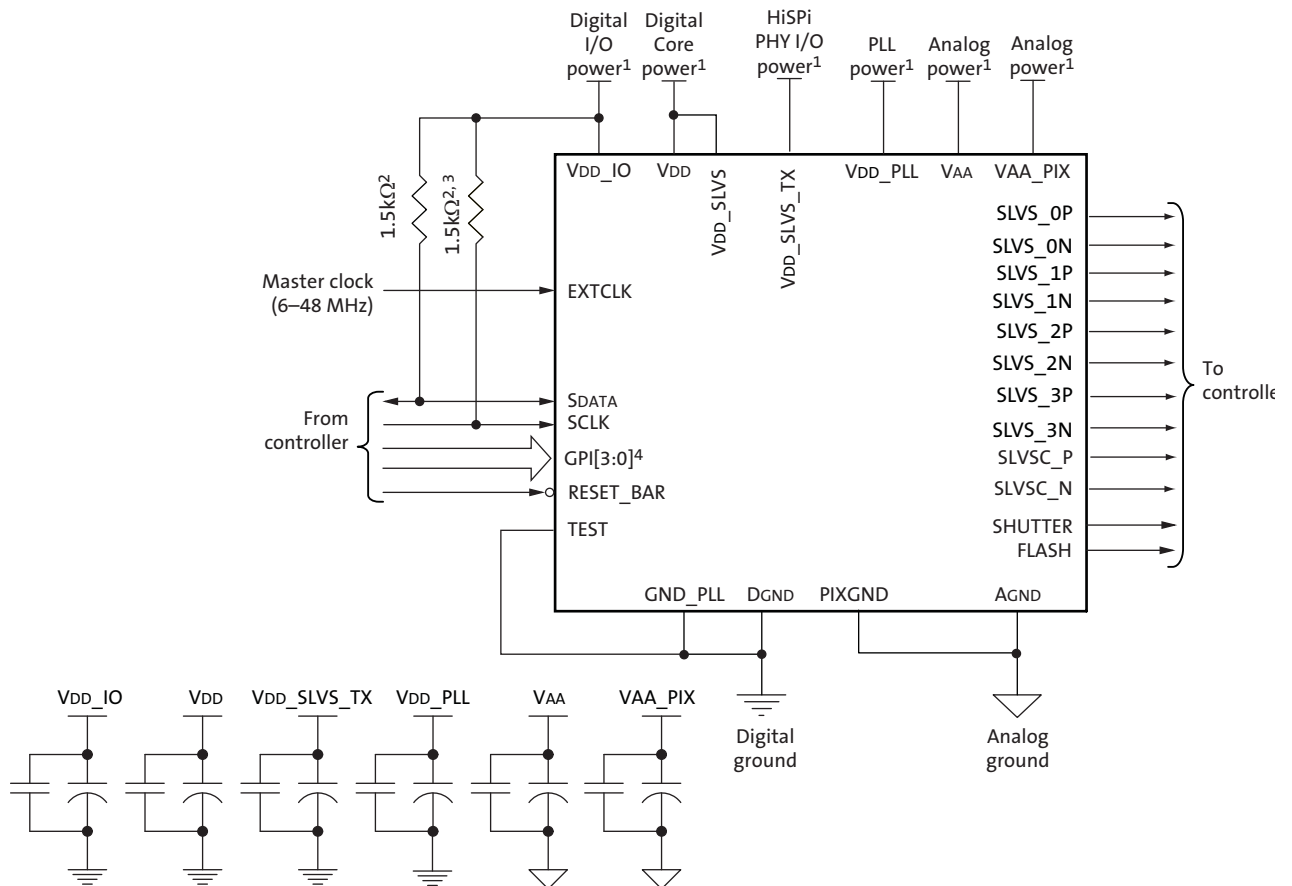 Digital
I/O
power1
Digital
Core
power1
HiSPi
PHY I/O
power1
PLL
power1
Analog
power1
Analog
power1
VDD_IO
VDD
VDD_SLVS
VDD_SLVS_TX
VDD_PLL
VAA
VAA_PIX
1.5kΩ2
1.5kΩ2, 3
Master clock
(6–48 MHz)
EXTCLK
From
controller
SDATA
SCLK
GPI[3:0]4
RESET_BAR
TEST
SLVS_0P
SLVS_0N
SLVS_1P
SLVS_1N
SLVS_2P
SLVS_2N
SLVS_3P
SLVS_3N
SLVSC_P
SLVSC_N
SHUTTER
FLASH
To
controlle
GND_PLL
DGND
PIXGND
AGND
Digital
ground
Analog
ground
VDD_IO
VDD
VDD_SLVS_TX
VDD_PLL
VAA
VAA_PIX